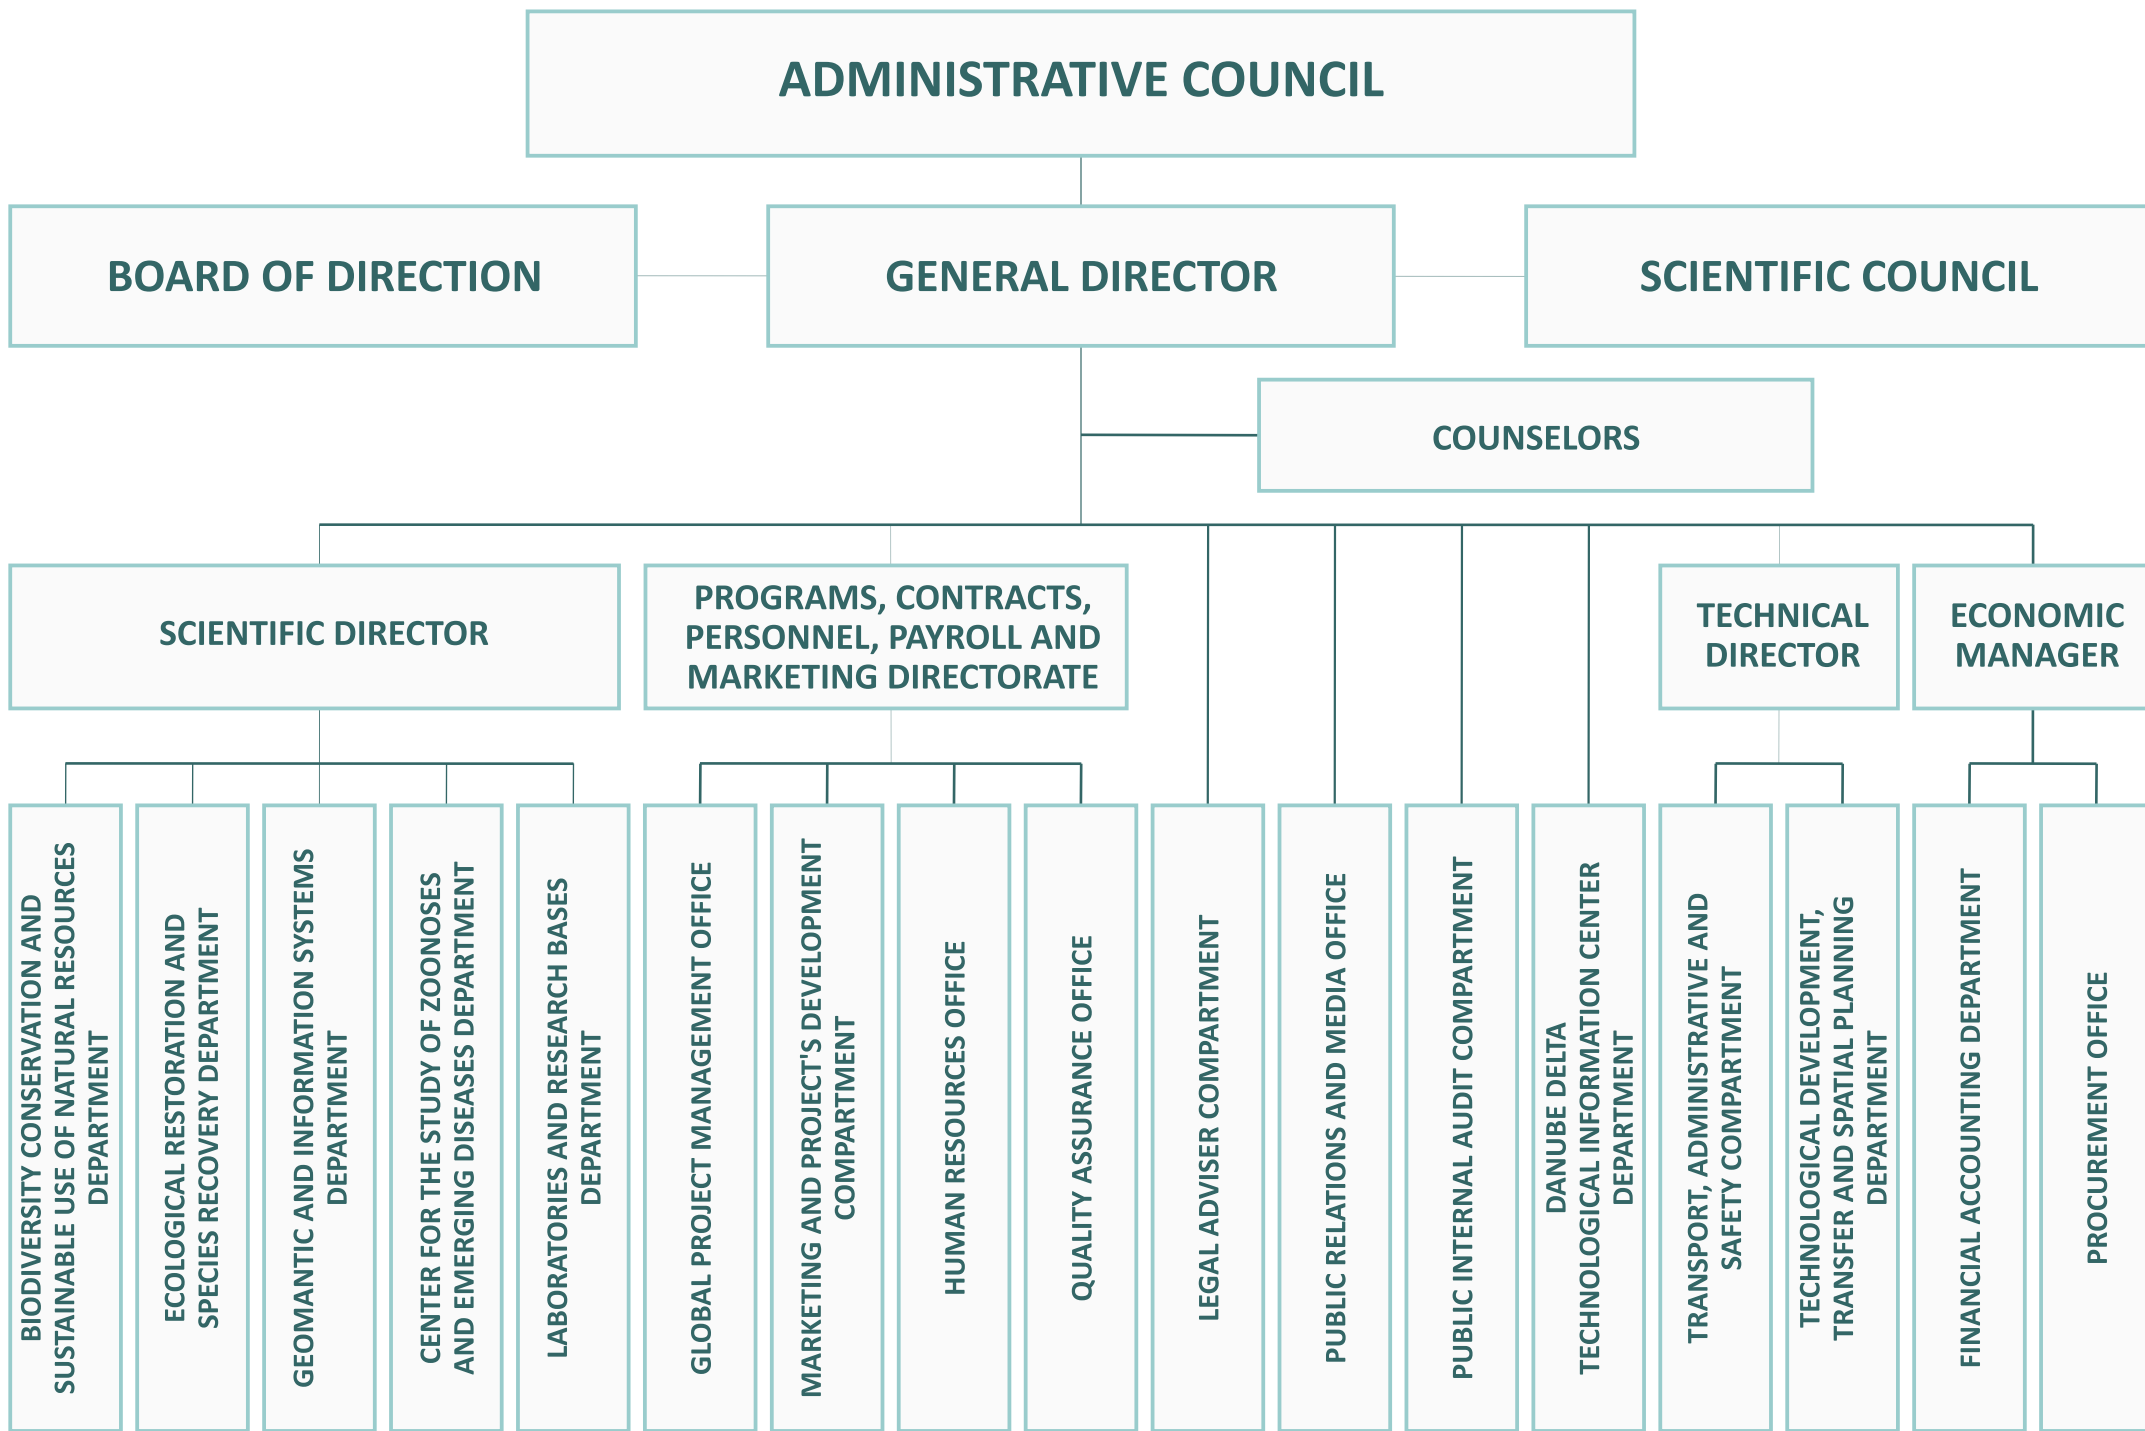 ADMINISTRATIVE COUNCIL
BOARD OF DIRECTION
GENERAL DIRECTOR
SCIENTIFIC COUNCIL
COUNSELORS
SCIENTIFIC DIRECTOR
PROGRAMS, CONTRACTS,
PERSONNEL, PAYROLL AND
MARKETING DIRECTORATE
TECHNICAL
DIRECTOR
ECONOMIC
MANAGER
BIODIVERSITY CONSERVATION AND
SUSTAINABLE USE OF NATURAL RESOURCES
DEPARTMENT
ECOLOGICAL RESTORATION AND
SPECIES RECOVERY DEPARTMENT
GEOMANTIC AND INFORMATION SYSTEMS
DEPARTMENT
CENTER FOR THE STUDY OF ZOONOSES
AND EMERGING DISEASES DEPARTMENT
LABORATORIES AND RESEARCH BASES
DEPARTMENT
GLOBAL PROJECT MANAGEMENT OFFICE
MARKETING AND PROJECT'S DEVELOPMENT
COMPARTMENT
HUMAN RESOURCES OFFICE
QUALITY ASSURANCE OFFICE
LEGAL ADVISER COMPARTMENT
PUBLIC RELATIONS AND MEDIA OFFICE
PUBLIC INTERNAL AUDIT COMPARTMENT
DANUBE DELTA
TECHNOLOGICAL INFORMATION CENTER
DEPARTMENT
TRANSPORT, ADMINISTRATIVE AND
SAFETY COMPARTMENT
TECHNOLOGICAL DEVELOPMENT,
TRANSFER AND SPATIAL PLANNING
DEPARTMENT
FINANCIAL ACCOUNTING DEPARTMENT
PROCUREMENT OFFICE